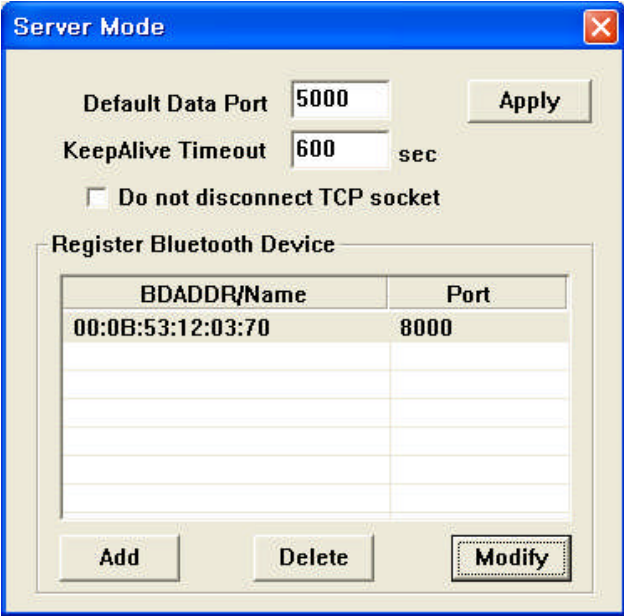 Server Mode
Default Data Port 5000 Apply
KeepAlive Timeout 600 sec
Do not disconnect TCP socket
Register Bluetooth Device
BDADDR/Name Port
00:0B:53:12:03:70 8000
Add Delete Modify